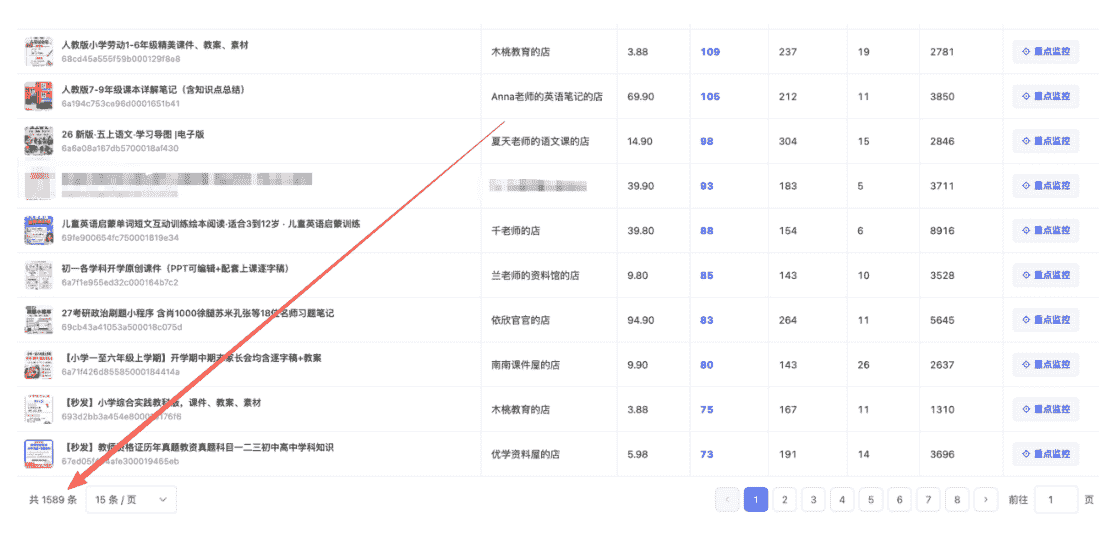 人教版小学劳动1-6年级精美课件、教案、素材
68cd45a555f59b000129f8a8
木桃教育的店 3.88 109 237 19 2781 重点监控
人教版7-9年级课本详解笔记（含知识点总结）
6a194c753ca96d0001651b41
Anna老师的英语笔记的店 69.90 105 212 11 3850 重点监控
26 新版·五上语文·学习导图 |电子版
6a6a08a167db5700018af430
夏天老师的语文课的店 14.90 98 304 15 2846 重点监控
39.90 93 183 5 3711 重点监控
儿童英语启蒙单词短文互动训练绘本阅读·适合3到12岁 · 儿童英语启蒙训练
69fe900654fc750001819e34
千老师的店 39.80 88 154 6 8916 重点监控
初一各学科开学原创课件（PPT可编辑+配套上课逐字稿）
6a7f1e955ed32c000164b7c2
兰老师的资料馆的店 9.80 85 143 10 3528 重点监控
27考研政治刷题小程序 含肖1000徐腿苏米孔张等18位名师习题笔记
69cb43a41053a500018c075d
依欣官官的店 94.90 83 264 11 5645 重点监控
【小学一至六年级上学期】开学期中期末家长会均含逐字稿+教案
6a71f426d85585000184414a
南南课件屋的店 9.90 80 143 26 2637 重点监控
【秒发】小学综合实践教科版，课件、教案、素材
木桃教育的店 3.88 75 167 11 1310 重点监控
【秒发】教师资格证历年真题教资真题科目一二三初中高中学科知识
优学资料屋的店 5.98 73 191 14 3696 重点监控
共 1589 条 15 条 / 页 1 2 3 4 5 6 7 8 前往 1 页